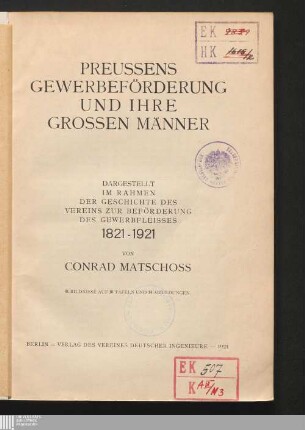 EK
HK
PREUSSENS
GEWERBEFÖRDERUNG
UND IHRE
GROSSEN MÄNNER
DARGESTELLT
IM RAHMEN
DER GESCHICHTE DES
VEREINS ZUR BEFÖRDERUNG
DES GEWERBFLEISSES
1821-1921
VON
CONRAD MATSCHOSS
BERLIN • VERLAG DES VEREINES DEUTSCHER INGENIEURE — 1921
EK 507
K